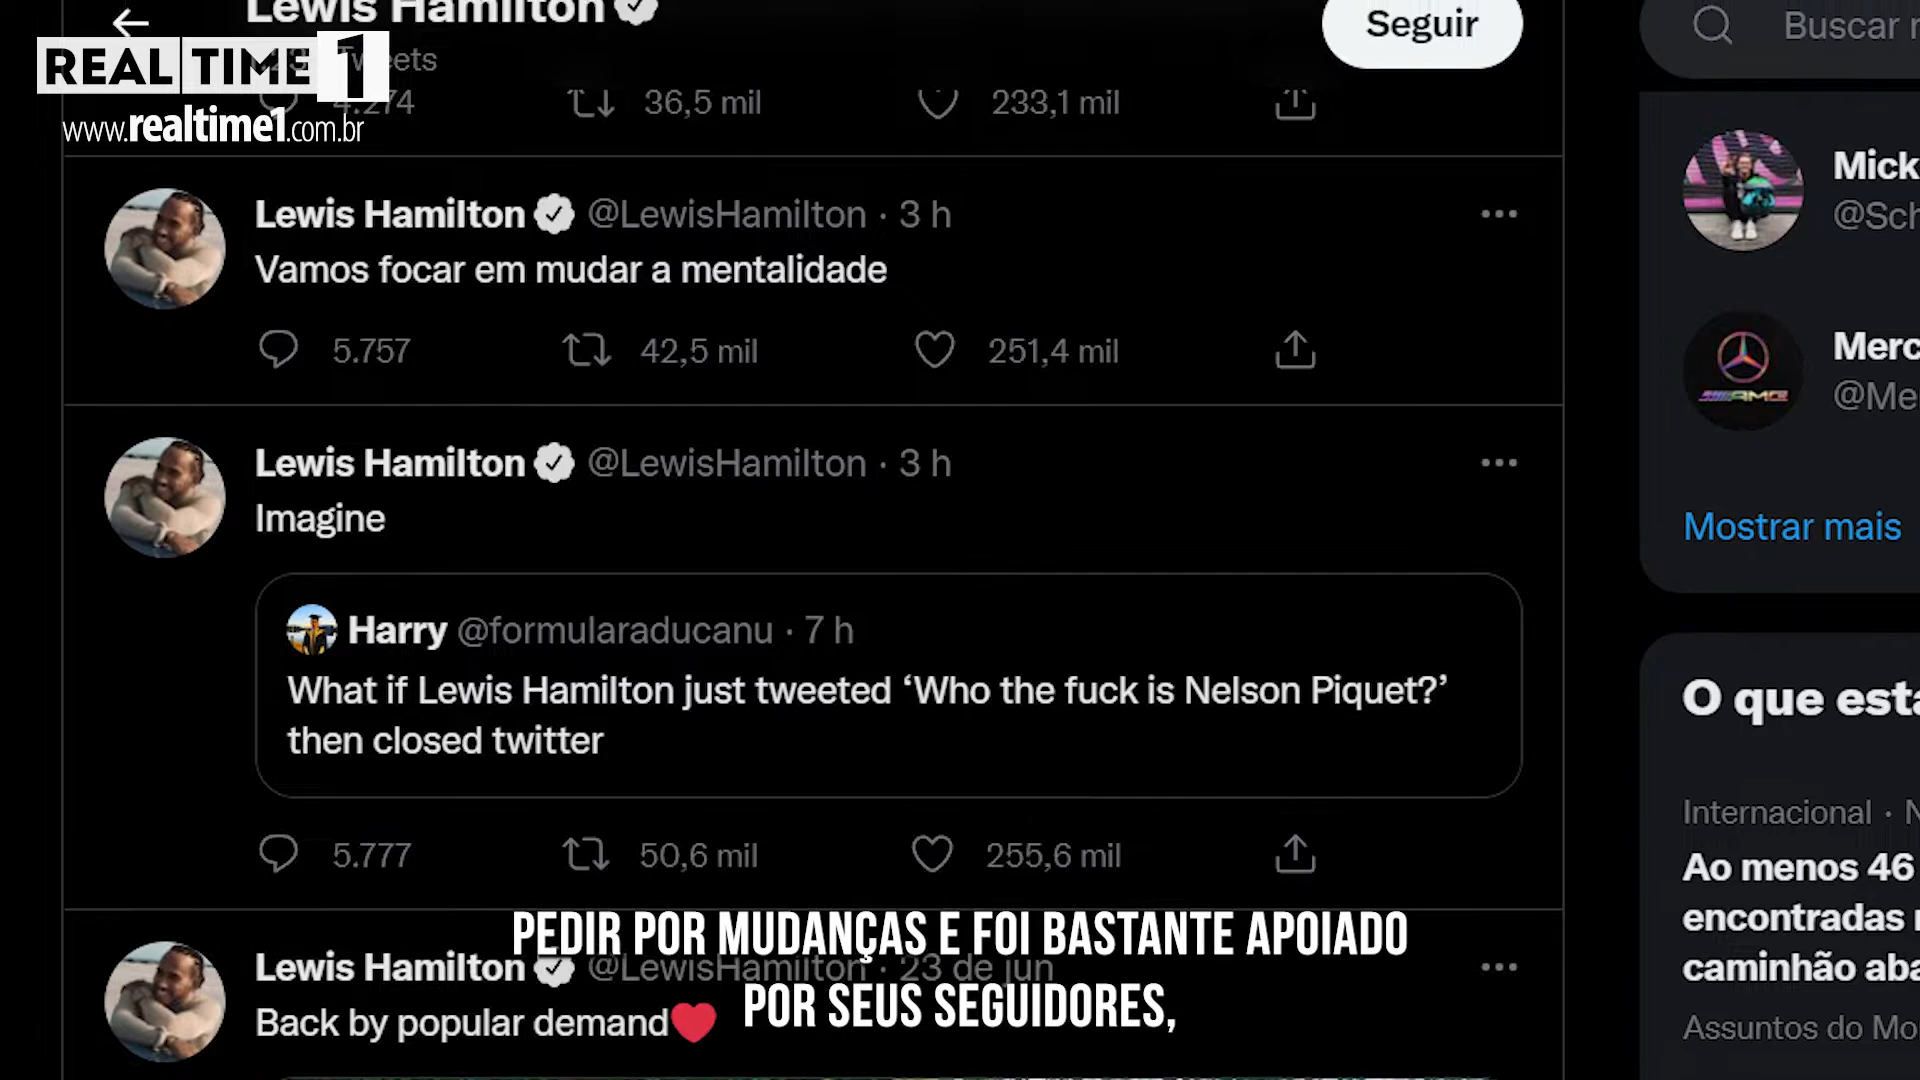 Lewis Hamilton
Tweets
Seguir
Buscar
REAL TIME 1
www.realtime1.com.br
4.274 36,5 mil 233,1 mil
Lewis Hamilton @LewisHamilton · 3 h
Vamos focar em mudar a mentalidade
5.757 42,5 mil 251,4 mil
Lewis Hamilton @LewisHamilton · 3 h
Imagine
Harry @formularaducanu · 7 h
What if Lewis Hamilton just tweeted ‘Who the fuck is Nelson Piquet?’
then closed twitter
5.777 50,6 mil 255,6 mil
Lewis Hamilton @LewisHamilton · 23 de jun
Back by popular demand❤️
PEDIR POR MUDANÇAS E FOI BASTANTE APOIADO
POR SEUS SEGUIDORES,
Mick
@Sch
Merc
@Me
AMG
Mostrar mais
O que esta
Internacional · N
Ao menos 46
encontradas
caminhão aba
Assuntos do Mo